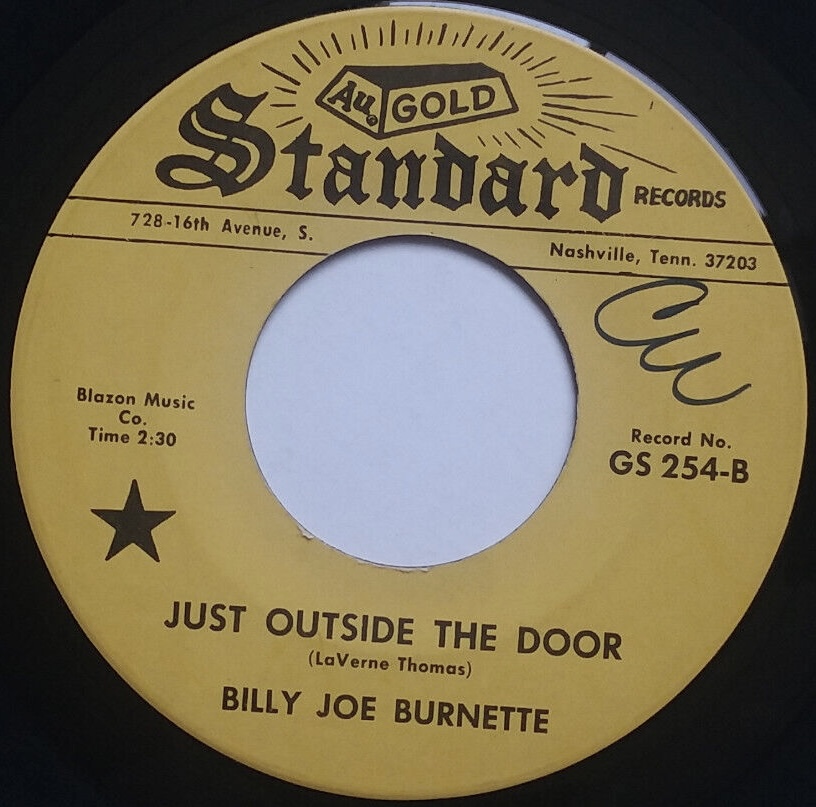 Au. GOLD
Standard RECORDS
728-16th Avenue, S.
Nashville, Tenn. 37203
Blazon Music
Co.
Time 2:30
Record No.
GS 254-B
JUST OUTSIDE THE DOOR
(LaVerne Thomas)
BILLY JOE BURNETTE